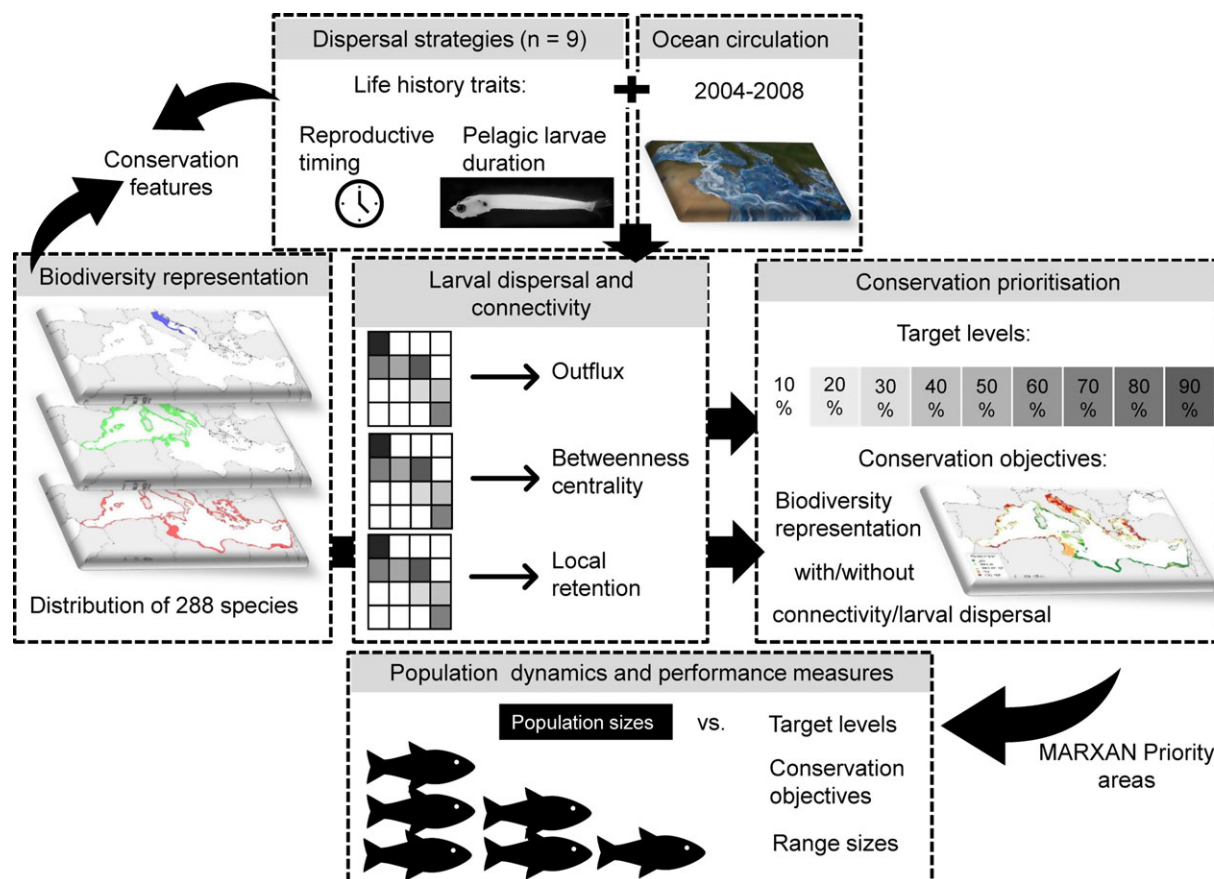 Dispersal strategies (n = 9)
Life history traits:
Reproductive
timing
Pelagic larvae
duration
Ocean circulation
2004-2008
Conservation
features
Biodiversity representation
Distribution of 288 species
Larval dispersal and
connectivity
Outflux
Betweenness
centrality
Local
retention
Conservation prioritisation
Target levels:
10 20 30 40 50 60 70 80 90
% % % % % % % % %
Conservation objectives:
Biodiversity
representation
with/without
connectivity/larval dispersal
MARXAN Priority
areas
Population dynamics and performance measures
Population sizes vs. Target levels
Conservation
objectives
Range sizes